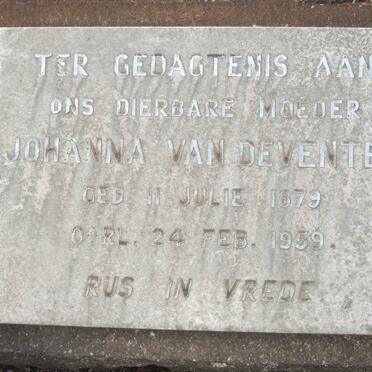 TER GEDAGTENIS AAN
ONS DIERBARE MOEDER
JOHANNA VAN DEVENTE
GED. 11 JULIE 1879
OORL. 24 FEB. 1959.
RUS IN VREDE